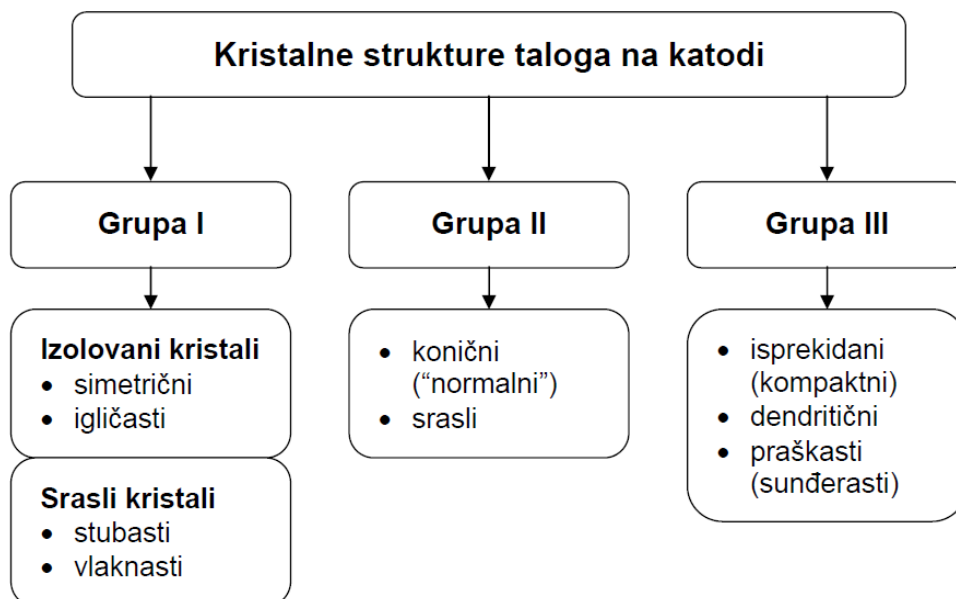 Kristalne strukture taloga na katodi
Grupa I
Grupa II
Grupa III
Izolovani kristali
• simetrični
• igličasti
Srasli kristali
• stubasti
• vlaknasti
• konični
(“normalni”)
• srasli
• isprekidani
(kompaktni)
• dendritični
• praškasti
(sunđerasti)